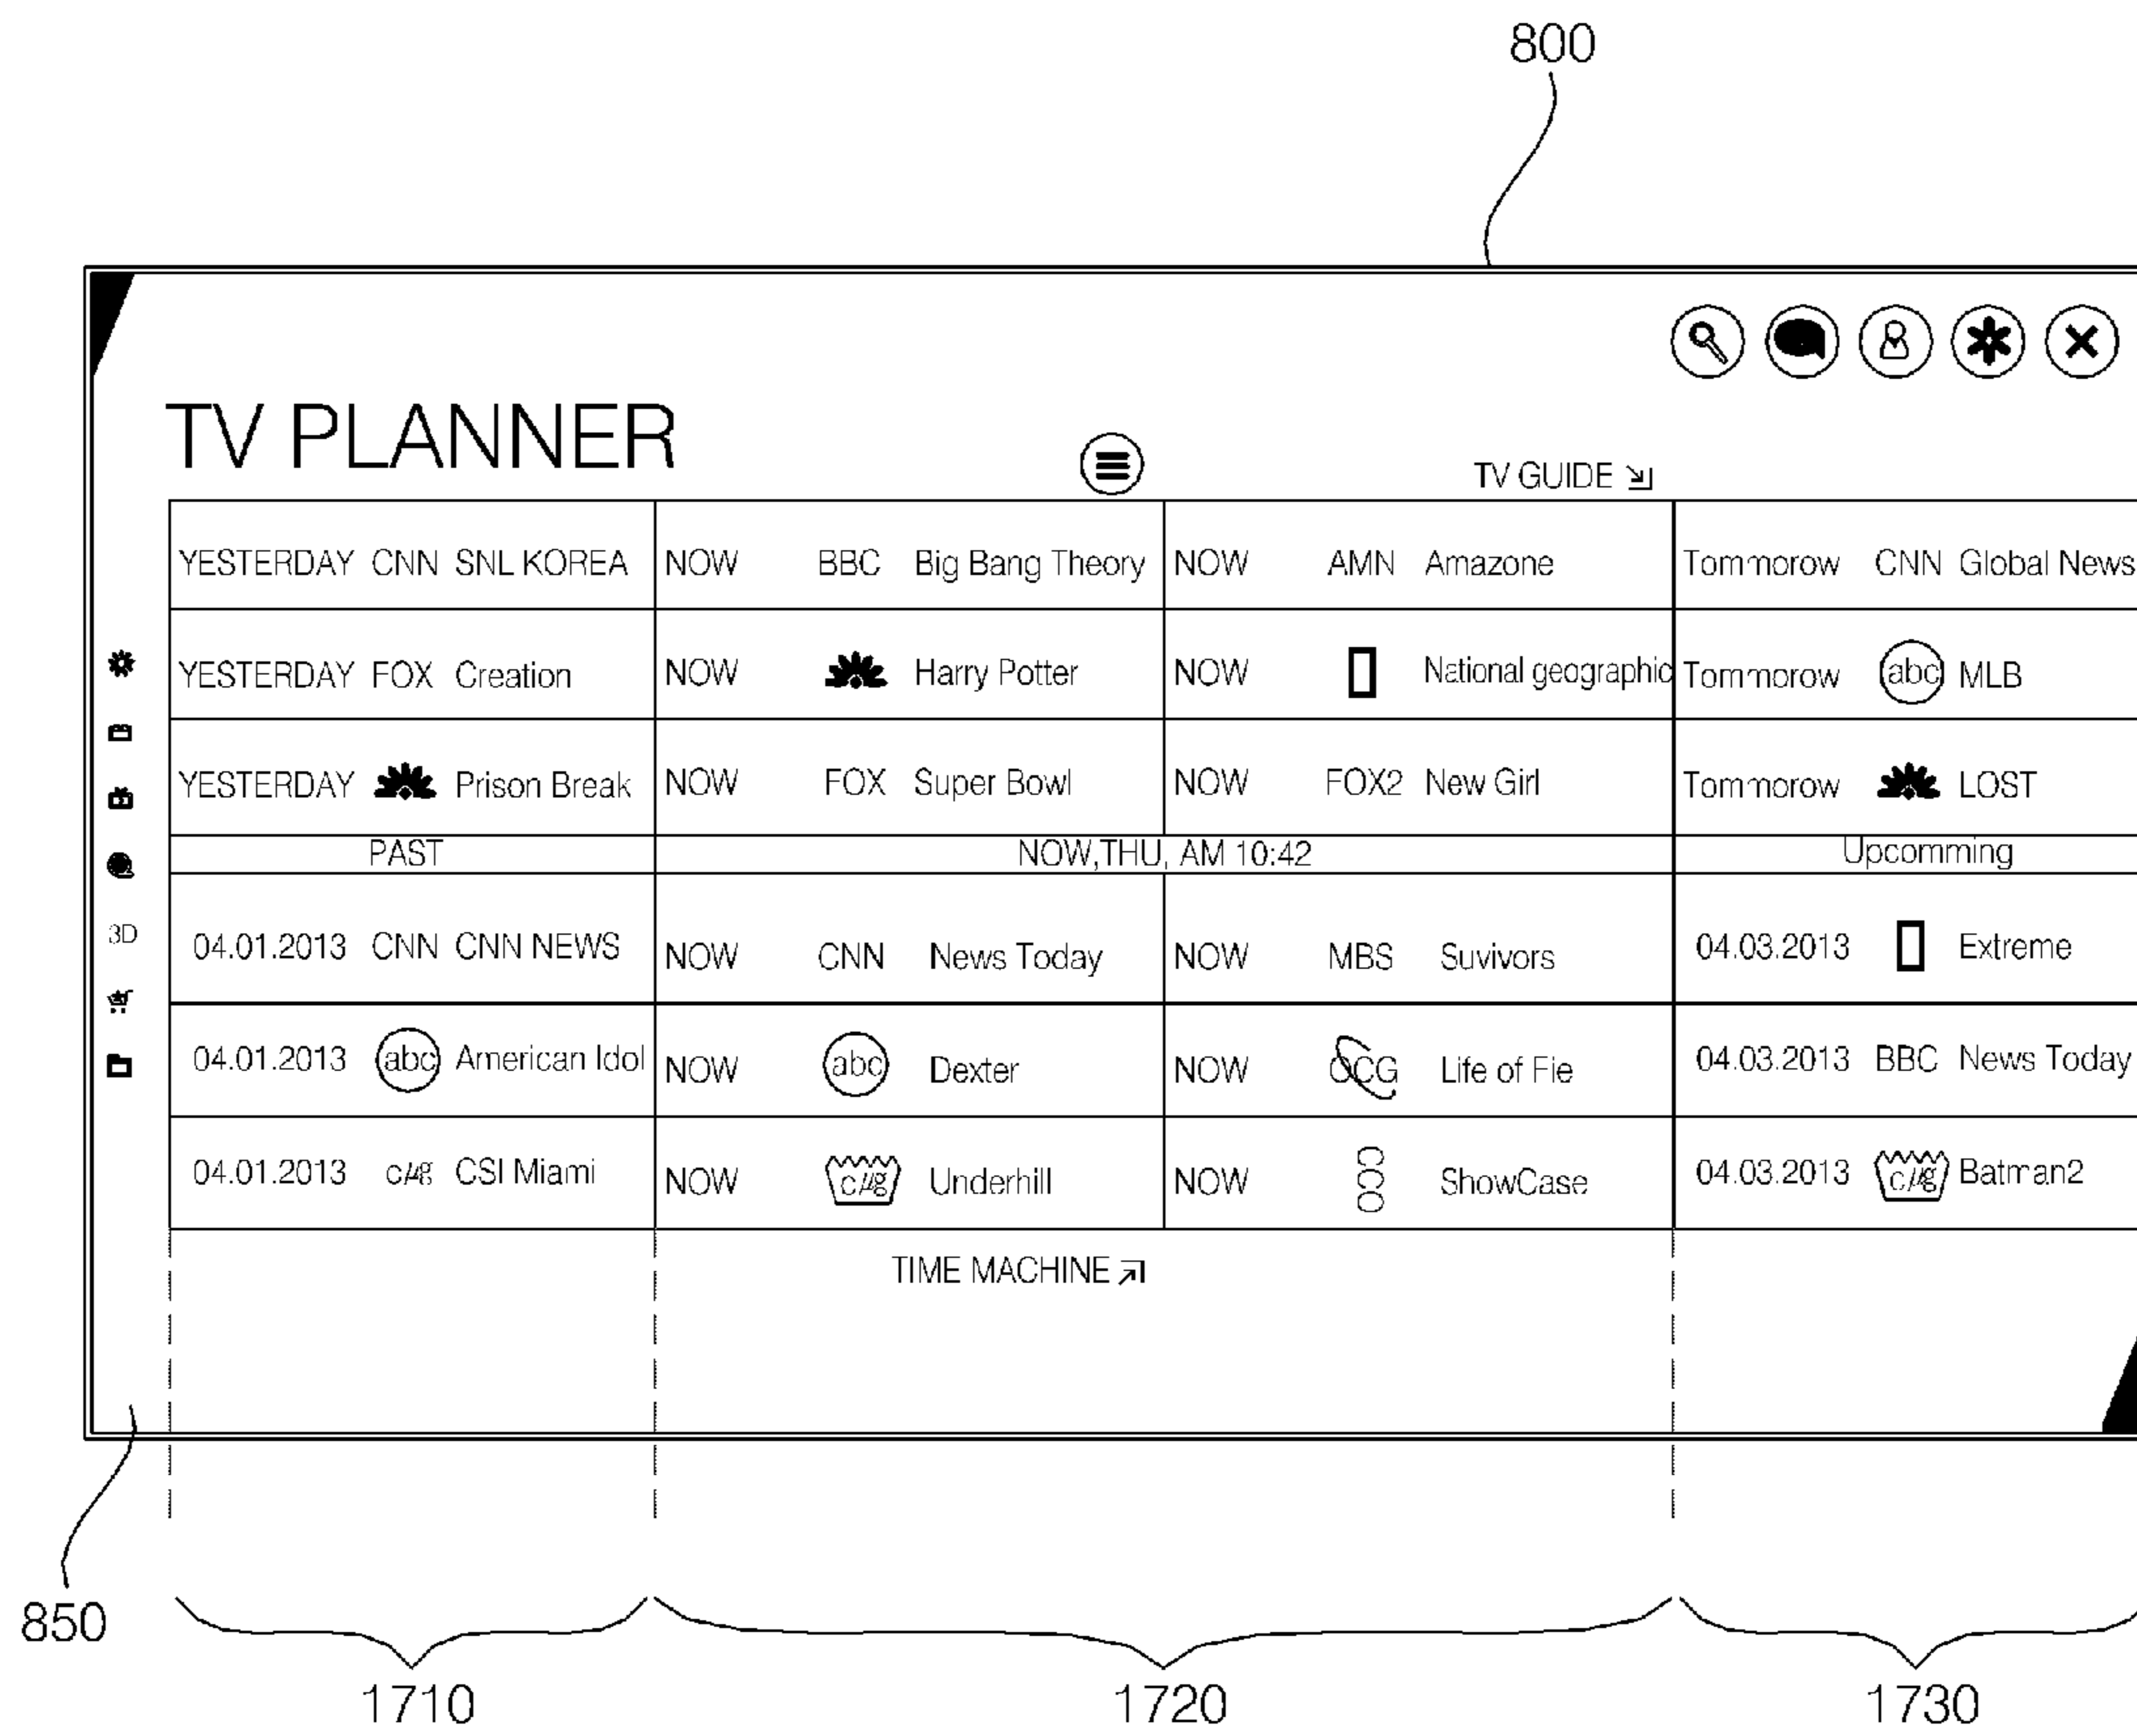 800
TV PLANNER
TV GUIDE
YESTERDAY CNN SNL KOREA NOW BBC Big Bang Theory NOW AMN Amazone Tommorow CNN Global News
YESTERDAY FOX Creation NOW Harry Potter NOW National geographic Tommorow abc MLB
YESTERDAY Prison Break NOW FOX Super Bowl NOW FOX2 New Girl Tommorow LOST
PAST NOW,THU, AM 10:42 Upcomming
3D
04.01.2013 CNN CNN NEWS NOW CNN News Today NOW MBS Suvivors 04.03.2013 Extreme
04.01.2013 abc American Idol NOW abc Dexter NOW OCG Life of Fie 04.03.2013 BBC News Today
04.01.2013 CSI Miami NOW Underhill NOW CCO ShowCase 04.03.2013 Batman2
TIME MACHINE
850
1710 1720 1730